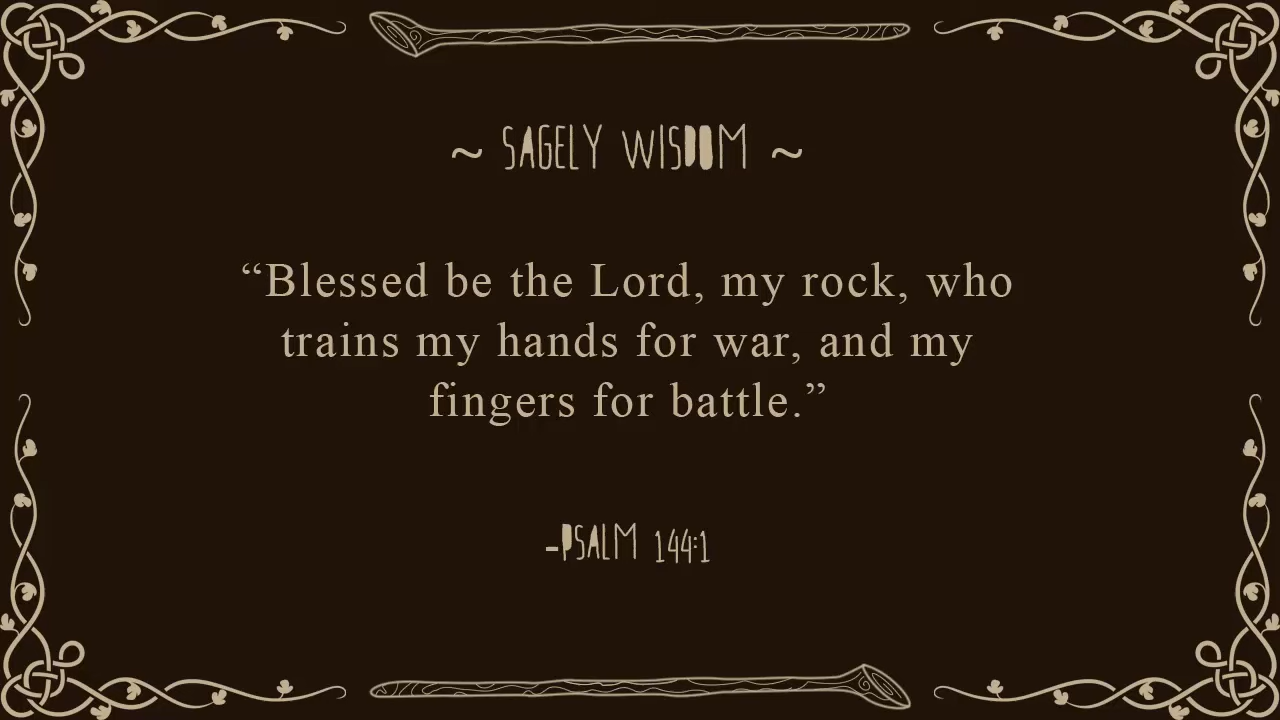 ~ SAGELY WISDOM ~
“Blessed be the Lord, my rock, who
trains my hands for war, and my
fingers for battle.”
-PSALM 144:1